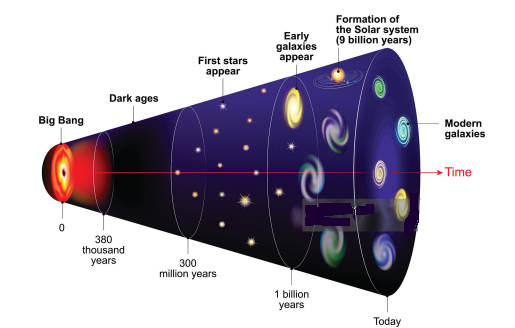 Formation of
the Solar system
(9 billion years)
Early
galaxies
appear
First stars
appear
Dark ages
Big Bang
Modern
galaxies
Time
0
380
thousand
years
300
million years
1 billion
years
Today